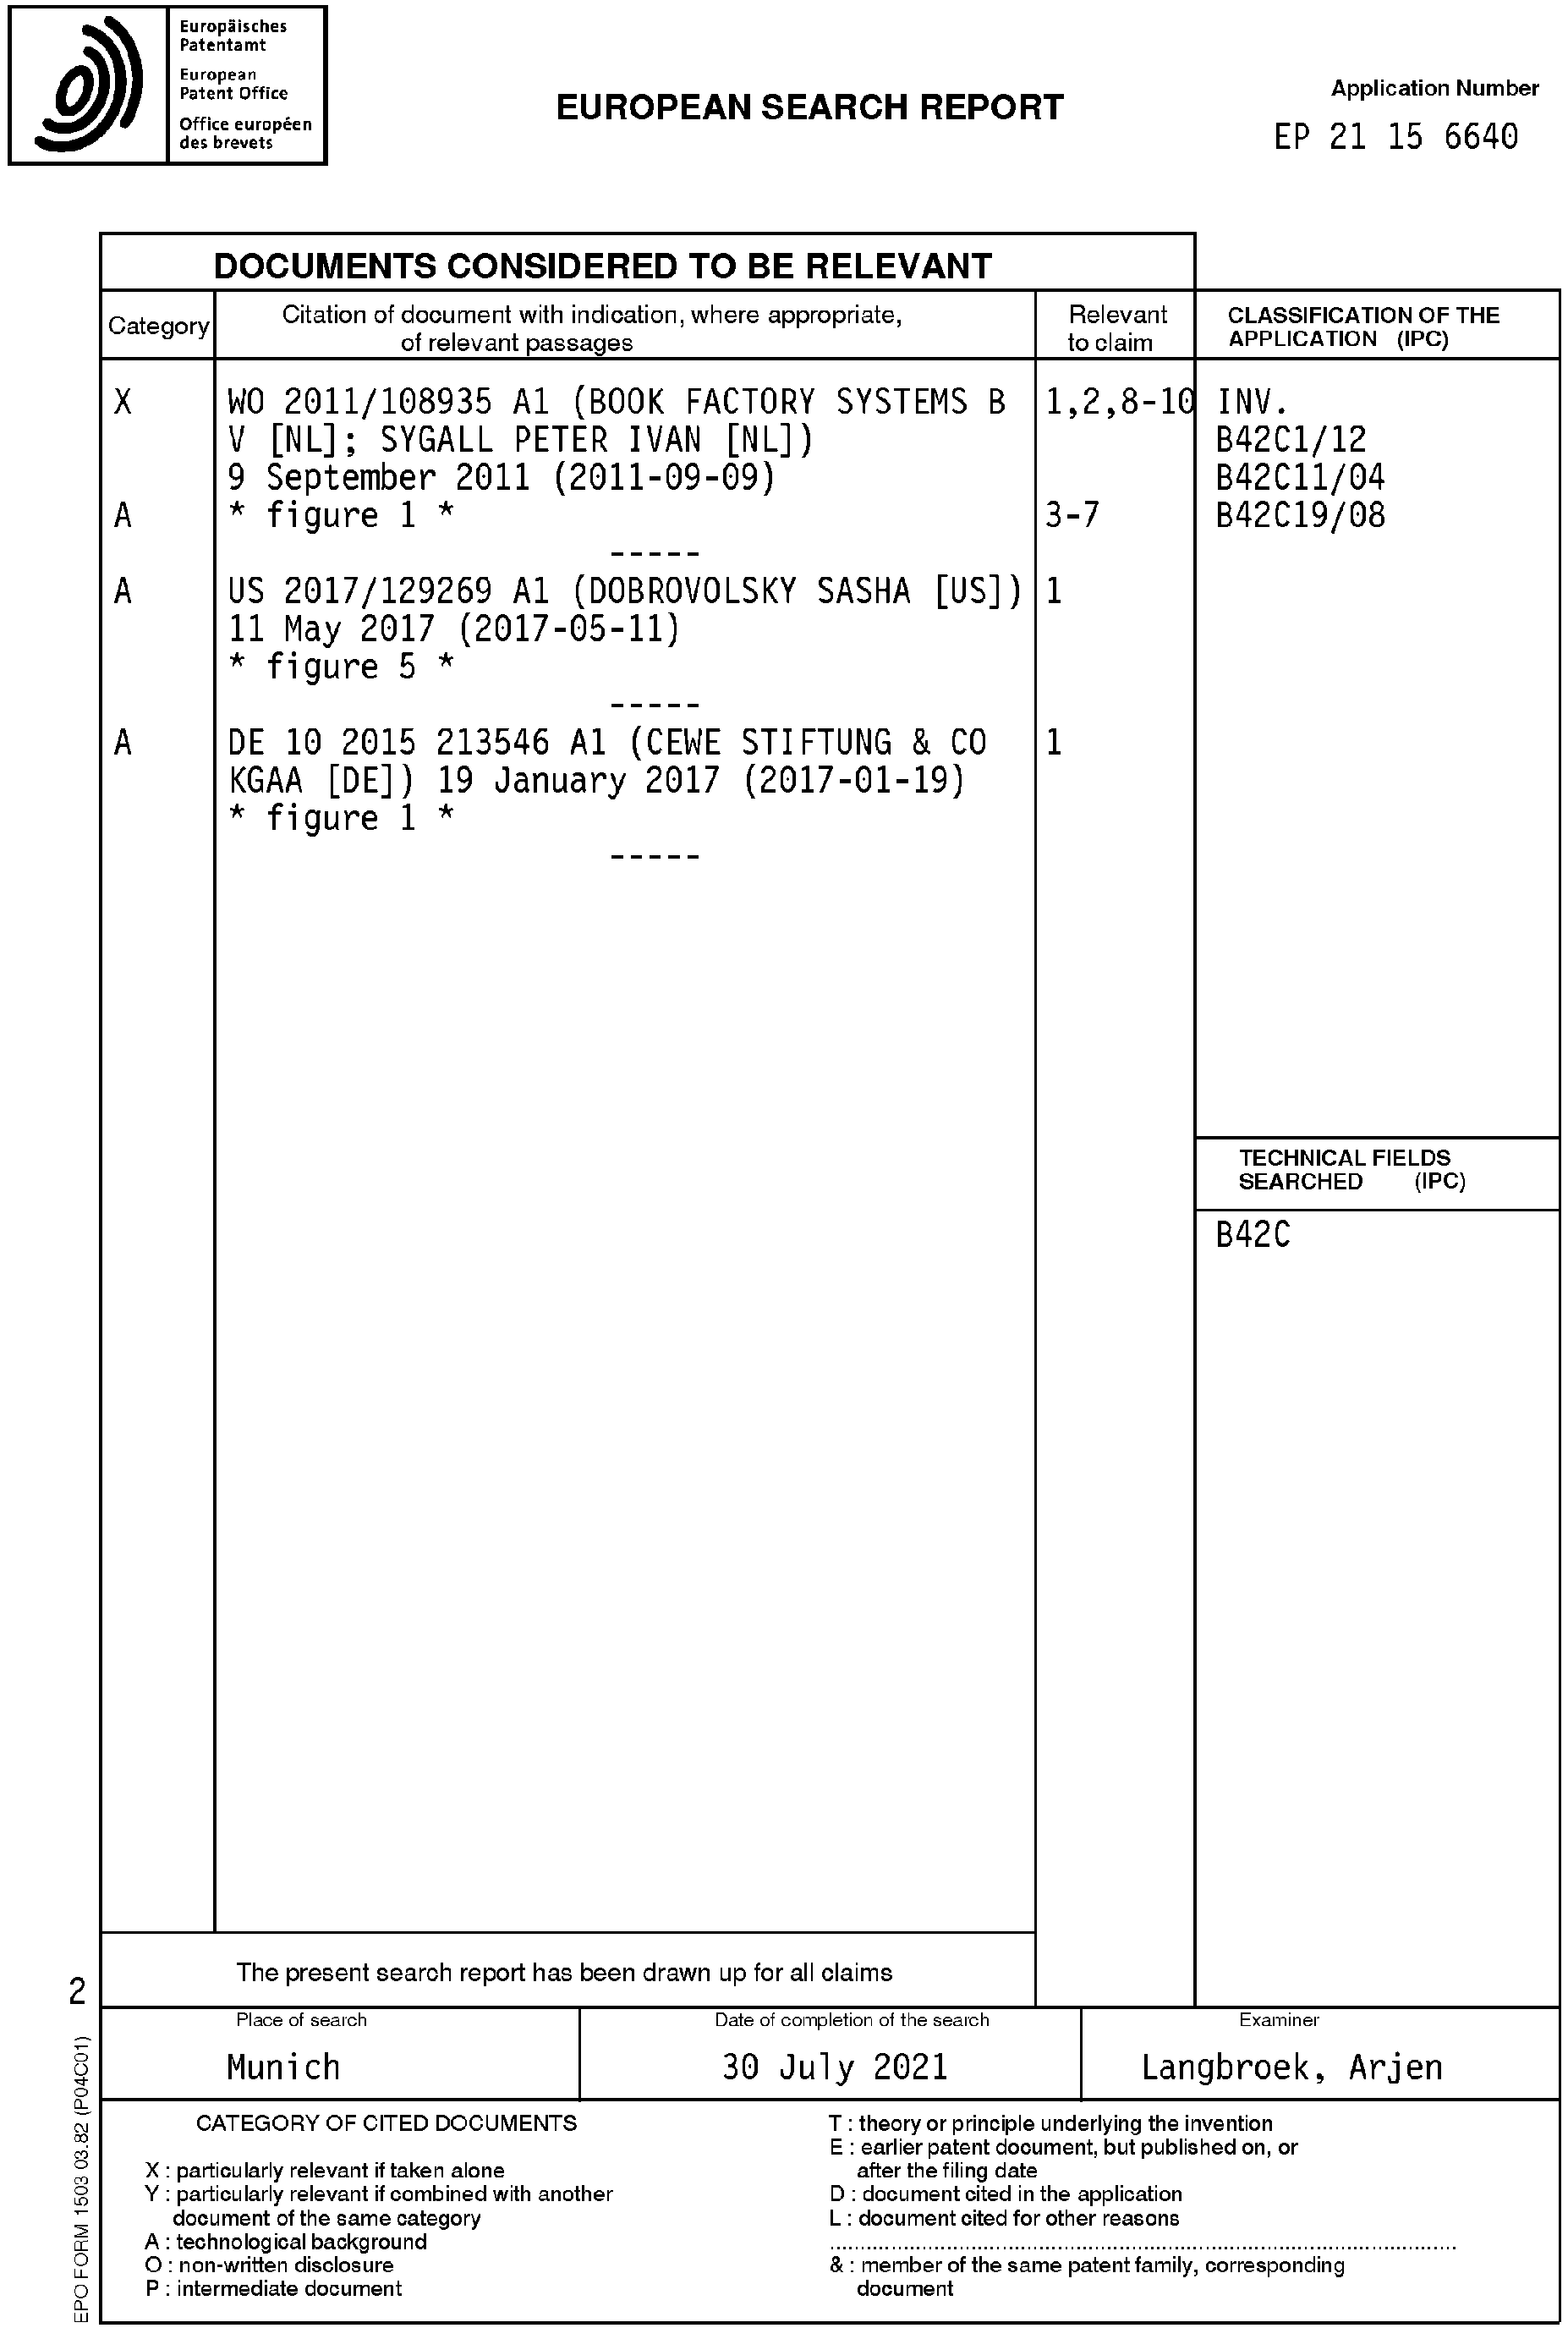 Europäisches
Patentamt
European
Patent Office
Office européen
des brevets
EUROPEAN SEARCH REPORT
Application Number
EP 21 15 6640
DOCUMENTS CONSIDERED TO BE RELEVANT
Category
Citation of document with indication, where appropriate,
of relevant passages
Relevant
to claim
CLASSIFICATION OF THE
APPLICATION (IPC)
X
WO 2011/108935 A1 (BOOK FACTORY SYSTEMS B
V [NL]; SYGALL PETER IVAN [NL])
9 September 2011 (2011-09-09)
1,2,8-10
A
* figure 1 *
3-7
-----
A
US 2017/129269 A1 (DOBROVOLSKY SASHA [US])
1
11 May 2017 (2017-05-11)
* figure 5 *
-----
A
DE 10 2015 213546 A1 (CEWE STIFTUNG & CO
1
KGAA [DE]) 19 January 2017 (2017-01-19)
* figure 1 *
-----
INV.
B42C1/12
B42C11/04
B42C19/08
TECHNICAL FIELDS
SEARCHED (IPC)
B42C
The present search report has been drawn up for all claims
2
Place of search
Munich
Date of completion of the search
30 July 2021
Examiner
Langbroek, Arjen
EPO FORM 1503 03.82 (P04C01)
CATEGORY OF CITED DOCUMENTS
X : particularly relevant if taken alone
Y : particularly relevant if combined with another
document of the same category
A : technological background
O : non-written disclosure
P : intermediate document
T : theory or principle underlying the invention
E : earlier patent document, but published on, or
after the filing date
D : document cited in the application
L : document cited for other reasons
& : member of the same patent family, corresponding
document